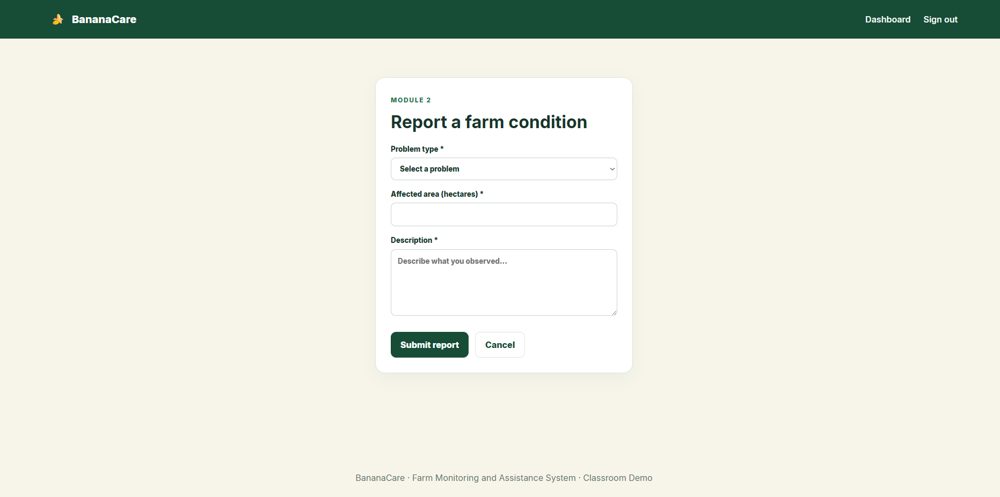 BananaCare
Dashboard
Sign out
MODULE 2
Report a farm condition
Problem type *
Select a problem
Affected area (hectares) *
Description *
Describe what you observed...
Submit report
Cancel
BananaCare · Farm Monitoring and Assistance System · Classroom Demo